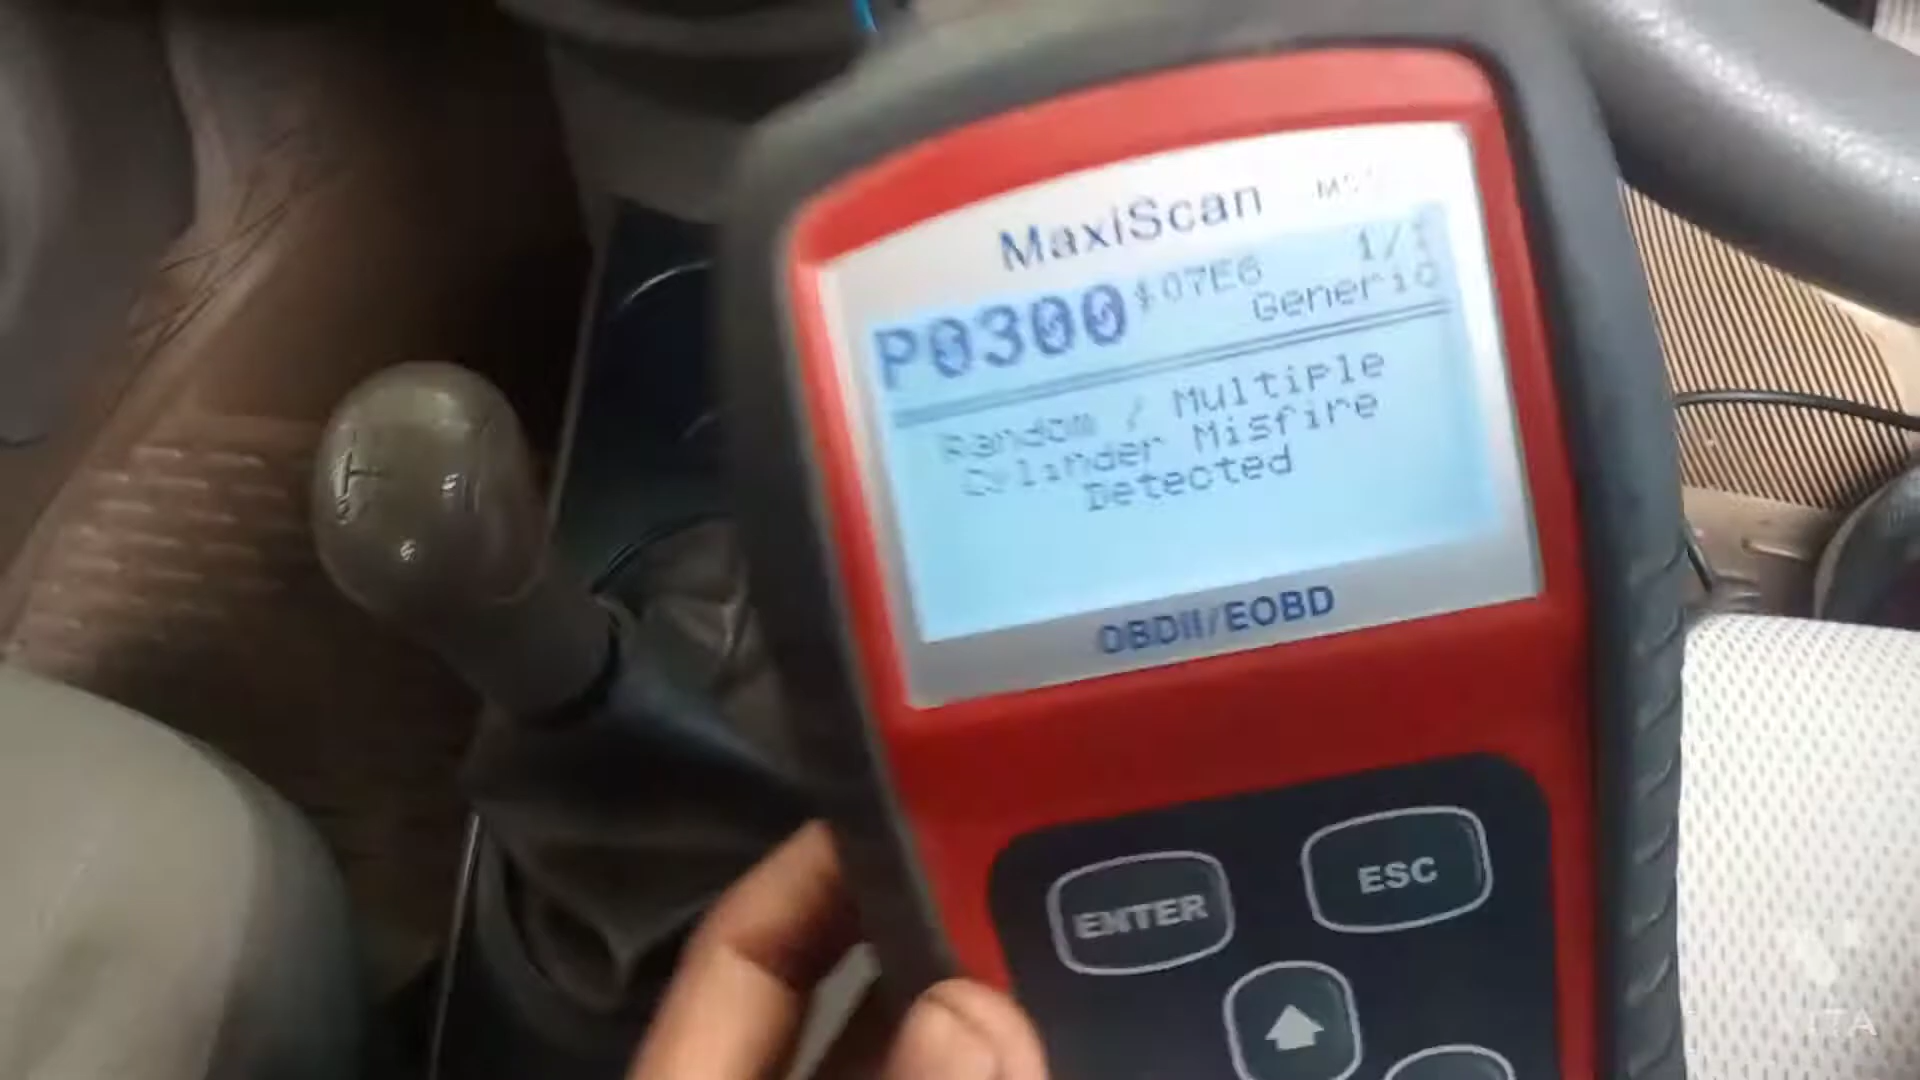 MaxiScan
P0300 $07E6 1/1
Generic
Random / Multiple
Cylinder Misfire
Detected
OBDII/EOBD
ENTER
ESC